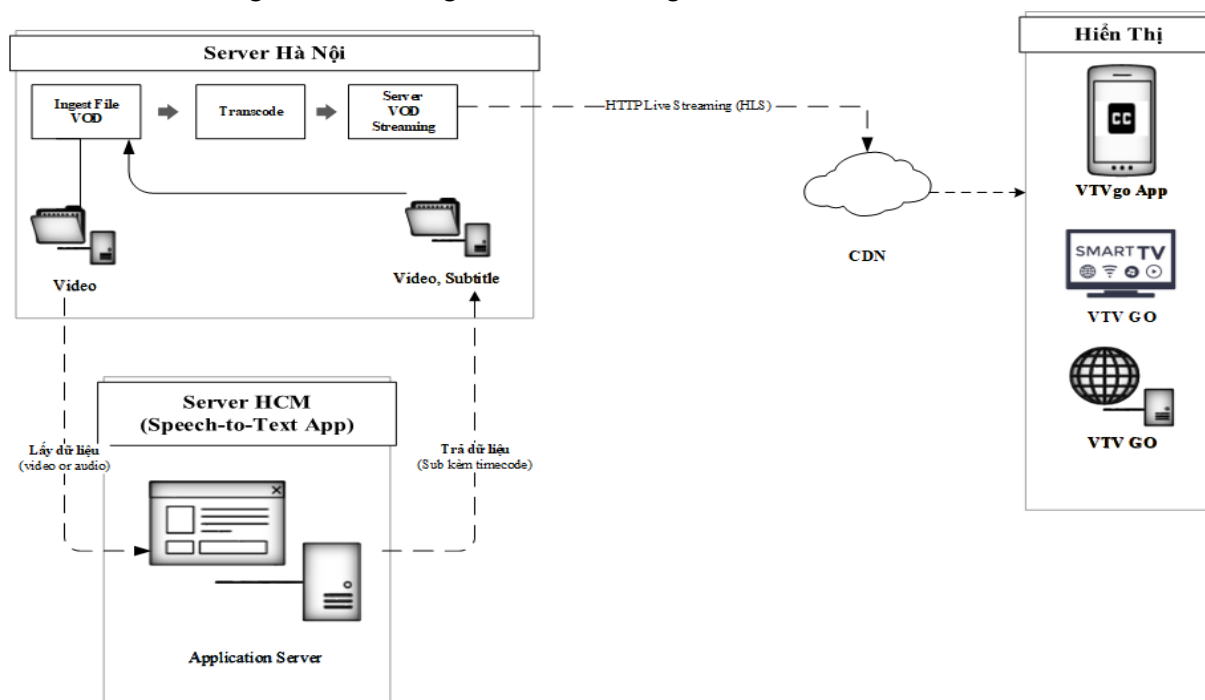 Server Hà Nội
Ingest File
VOD
Transcode
Server
VOD
Streaming
HTTP Live Streaming (HLS)
Video
Video, Subtitle
CDN
Hiển Thị
CC
VTVgo App
SMART TV
VTV GO
VTV GO
Server HCM
(Speech-to-Text App)
Lấy dữ liệu
(video or audio)
Trả dữ liệu
(Sub kèm timecode)
Application Server